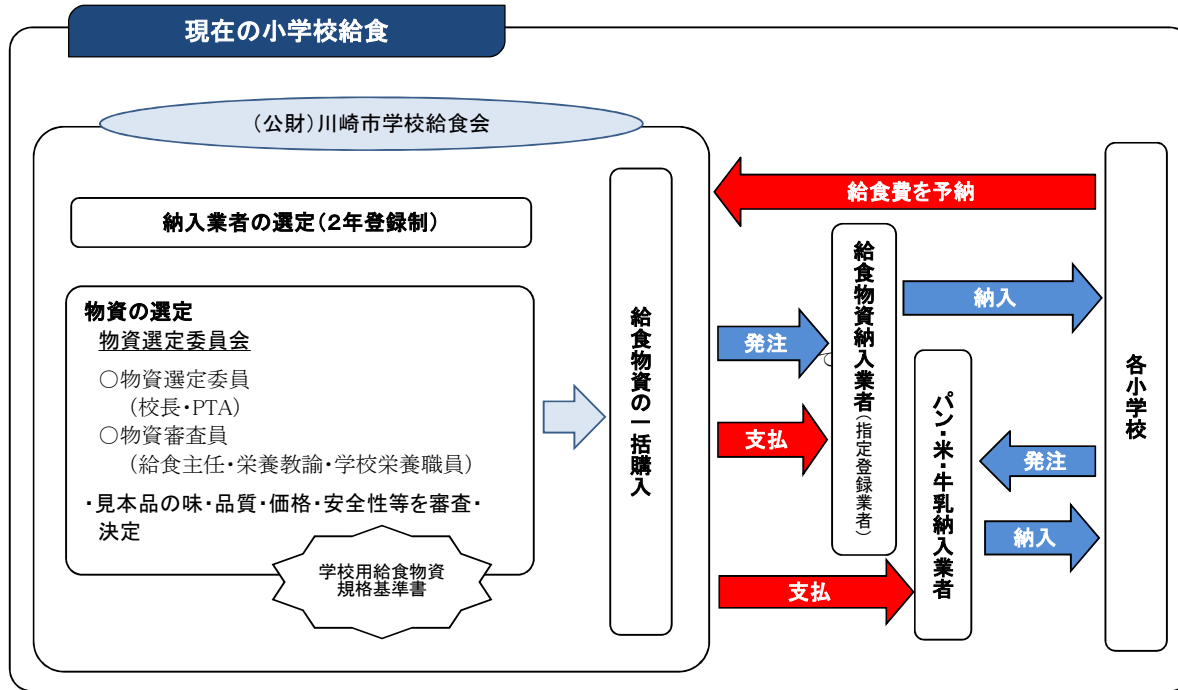 現在の小学校給食
（公財）川崎市学校給食会
納入業者の選定（2年登録制）
物資の選定
物資選定委員会
○物資選定委員
（校長・PTA）
○物資審査員
（給食主任・栄養教諭・学校栄養職員）
・見本品の味・品質・価格・安全性等を審査・
決定
学校用給食物資
規格基準書
給食物資の一括購入
給食費を予納
発注
支払
支払
給食物資納入業者（指定登録業者）
納入
パン・米・牛乳納入業者
発注
納入
各小学校